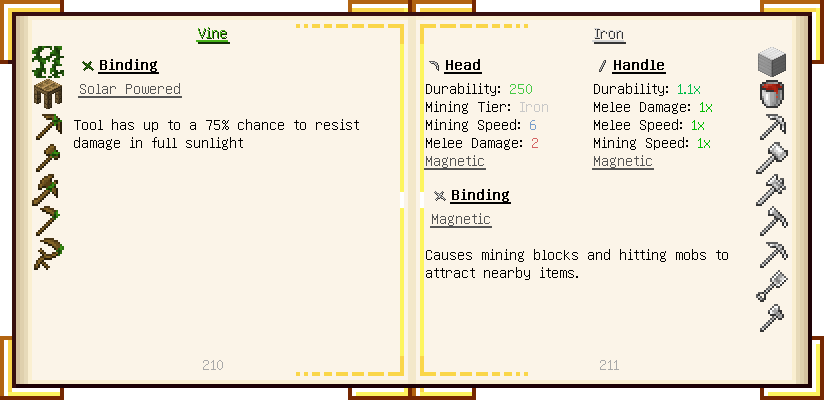 Vine
Binding
Solar Powered
Tool has up to a 75% chance to resist
damage in full sunlight
210
Iron
Head
Durability: 250
Mining Tier: Iron
Mining Speed: 6
Melee Damage: 2
Magnetic
Handle
Durability: 1.1x
Melee Damage: 1x
Melee Speed: 1x
Mining Speed: 1x
Magnetic
Binding
Magnetic
Causes mining blocks and hitting mobs to
attract nearby items.
211